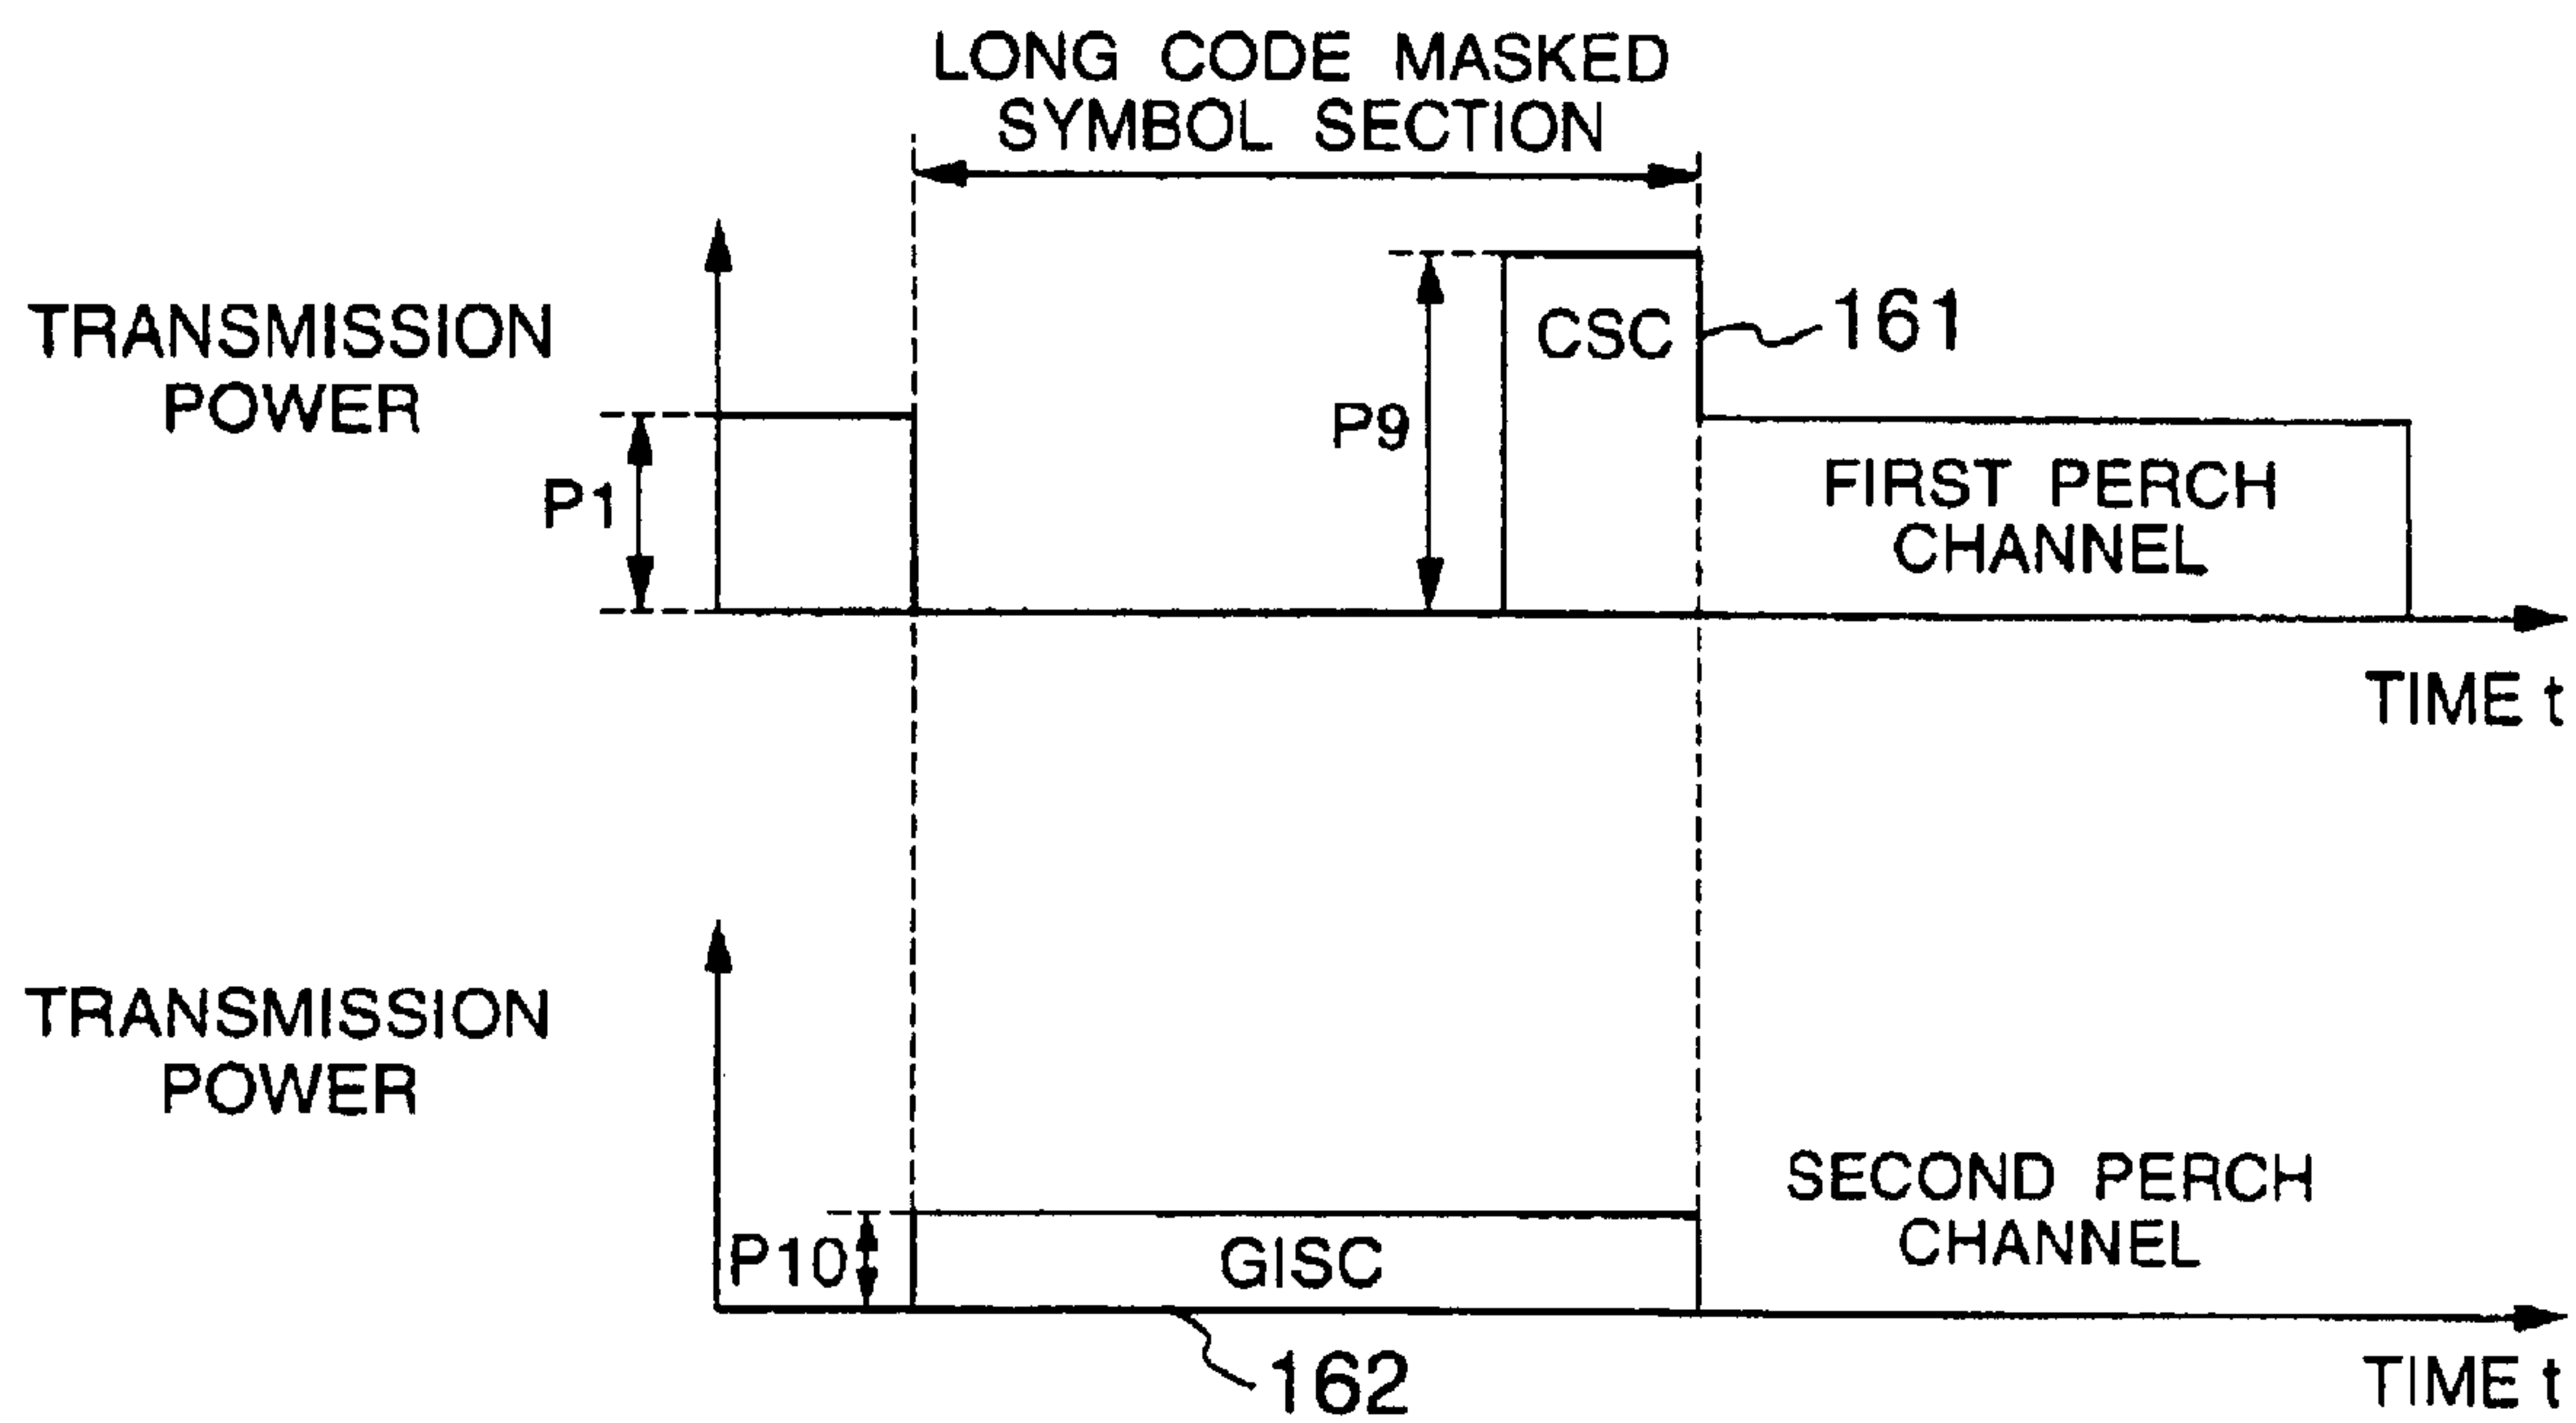 LONG CODE MASKED
SYMBOL SECTION
TRANSMISSION
POWER
P1
P9
CSC
161
FIRST PERCH
CHANNEL
TIME t
TRANSMISSION
POWER
P10
GISC
SECOND PERCH
CHANNEL
162
TIME t